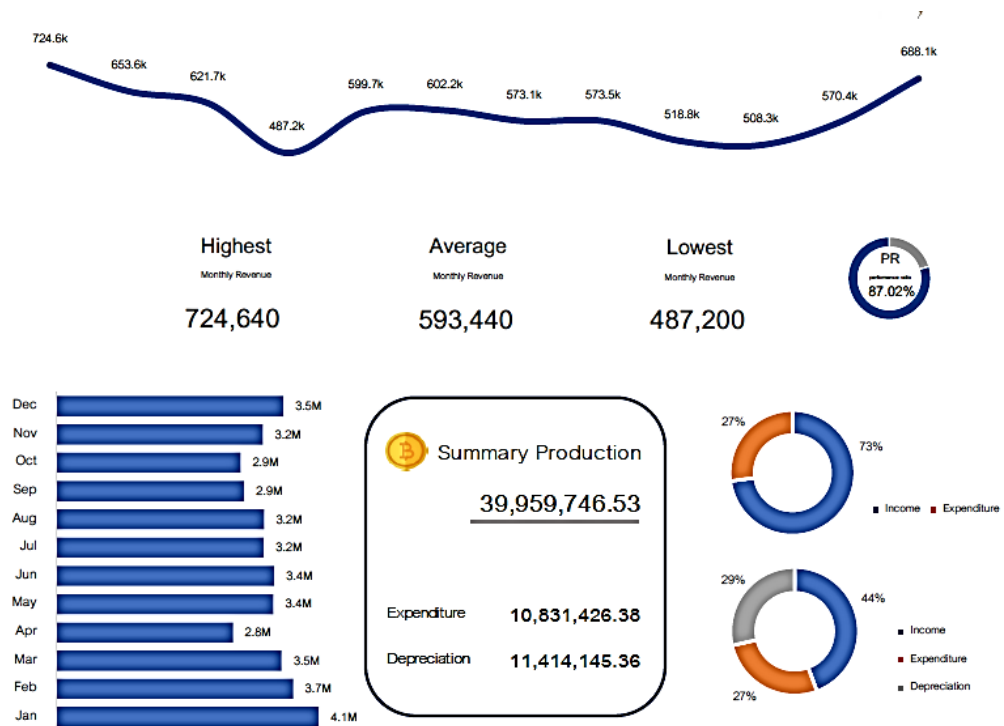 724.6k
653.6k
621.7k
487.2k
599.7k
602.2k
573.1k
573.5k
518.8k
508.3k
570.4k
688.1k
Highest
Monthly Revenue
724,640
Average
Monthly Revenue
593,440
Lowest
Monthly Revenue
487,200
PR
performance ratio
87.02%
Dec 3.5M
Nov 3.2M
Oct 2.9M
Sep 2.9M
Aug 3.2M
Jul 3.2M
Jun 3.4M
May 3.4M
Apr 2.8M
Mar 3.5M
Feb 3.7M
Jan 4.1M
Summary Production
39,959,746.53
Expenditure 10,831,426.38
Depreciation 11,414,145.36
27%
73%
Income Expenditure
29%
44%
27%
Income
Expenditure
Depreciation